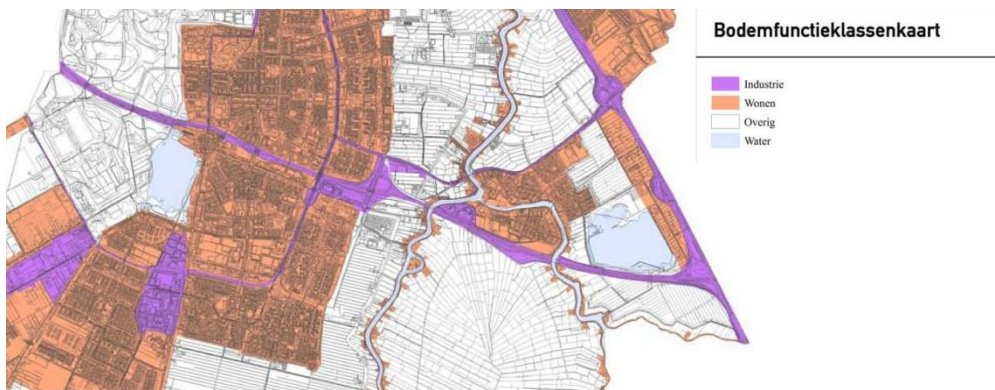 Bodemfunctieklassenkaart
Industrie
Wonen
Overig
Water